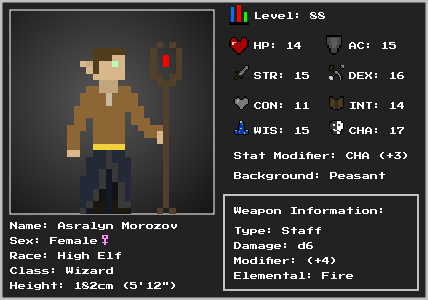 Level: 88
HP: 14 AC: 15
STR: 15 DEX: 16
CON: 11 INT: 14
WIS: 15 CHA: 17
Stat Modifier: CHA (+3)
Background: Peasant
Name: Asralyn Morozov
Sex: Female♀
Race: High Elf
Class: Wizard
Height: 182cm (5'12")
Weapon Information:
Type: Staff
Damage: d6
Modifier: (+4)
Elemental: Fire